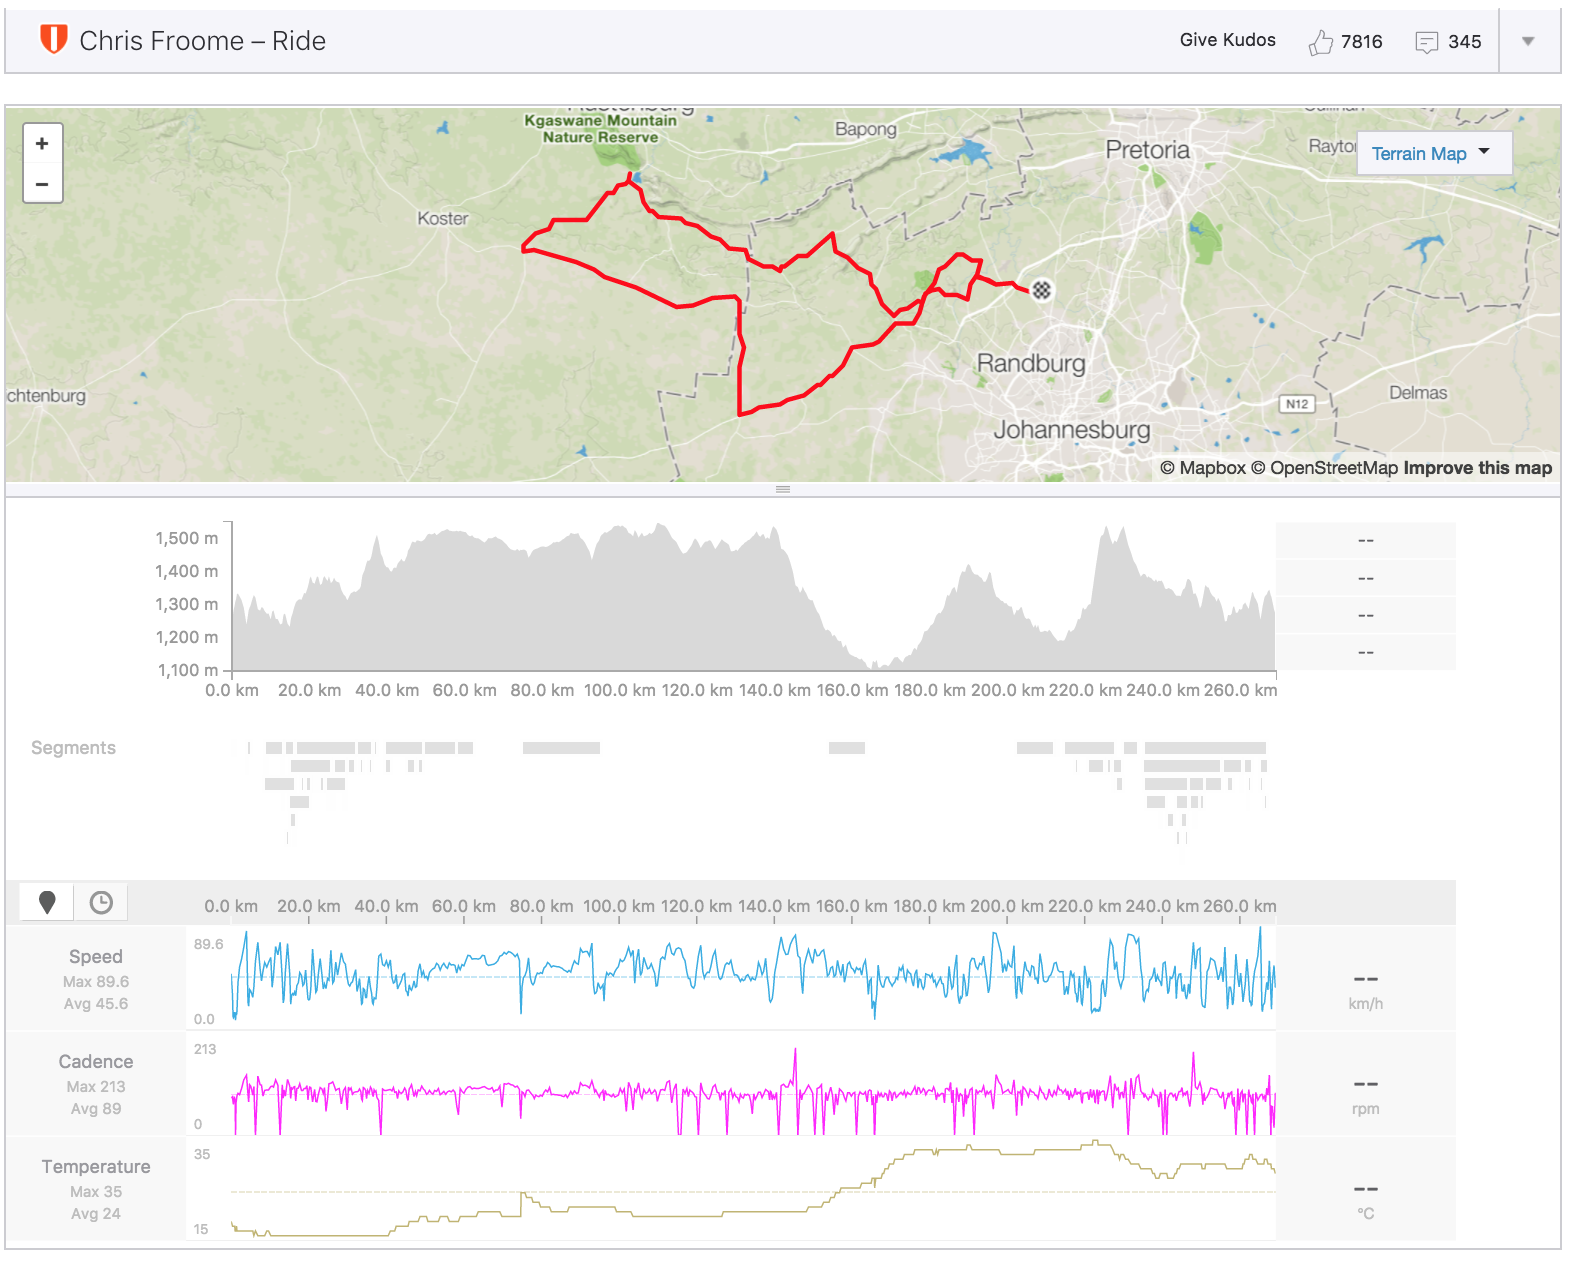 Chris Froome – Ride
Give Kudos
7816
345
+
−
Kgaswane Mountain
Nature Reserve
Bapong
Pretoria
Terrain Map
Koster
Randburg
chtenburg
Delmas
N12
Johannesburg
© Mapbox © OpenStreetMap Improve this map
1,500 m
1,400 m
1,300 m
1,200 m
1,100 m
--
--
--
--
0.0 km 20.0 km 40.0 km 60.0 km 80.0 km 100.0 km 120.0 km 140.0 km 160.0 km 180.0 km 200.0 km 220.0 km 240.0 km 260.0 km
Segments
0.0 km 20.0 km 40.0 km 60.0 km 80.0 km 100.0 km 120.0 km 140.0 km 160.0 km 180.0 km 200.0 km 220.0 km 240.0 km 260.0 km
Speed
Max 89.6
Avg 45.6
89.6
0.0
--
km/h
Cadence
Max 213
Avg 89
213
0
--
rpm
Temperature
Max 35
Avg 24
35
15
--
°C